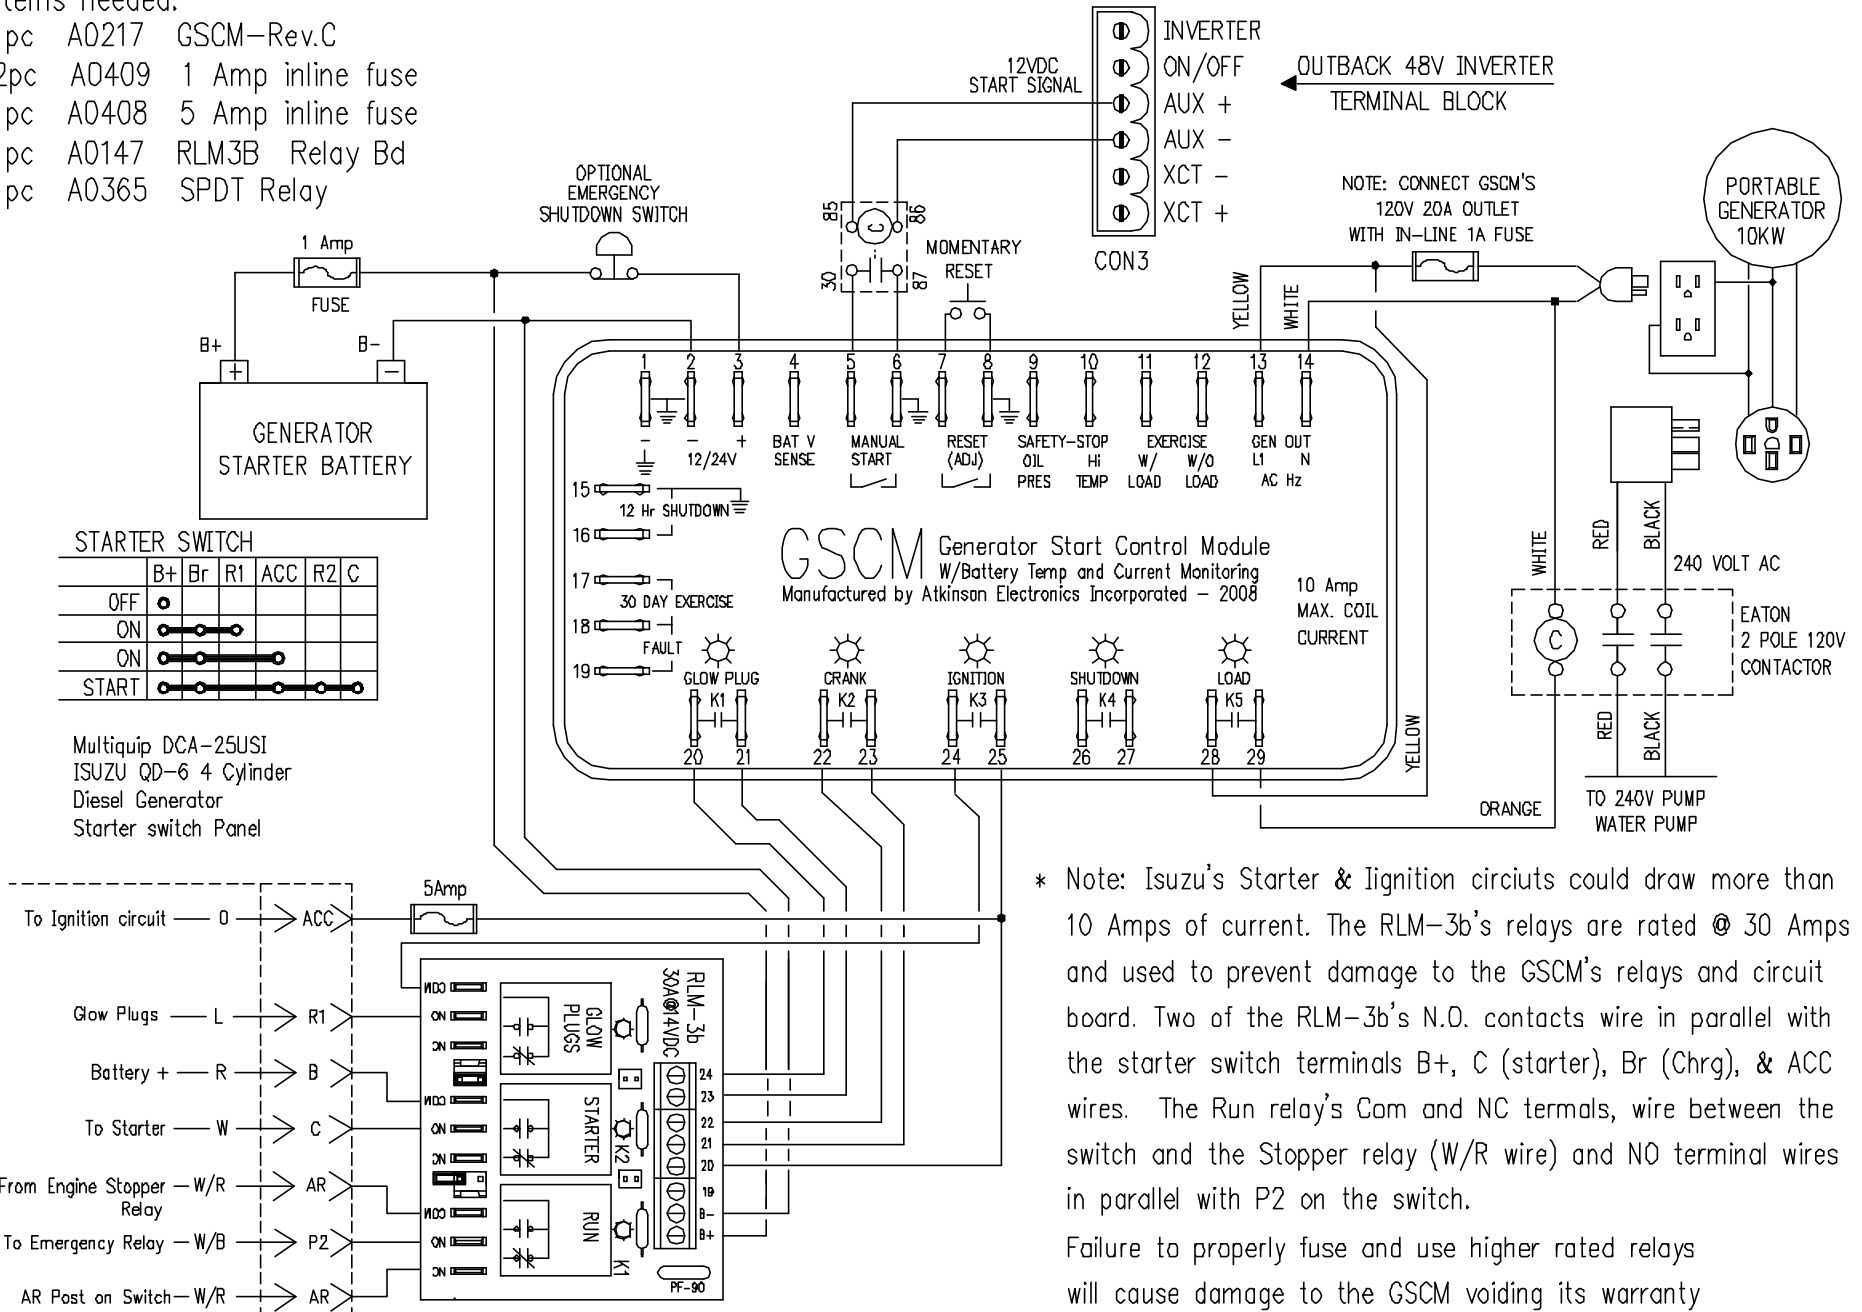 tems needed:
pc A0217 GSCM-Rev.C
2pc A0409 1 Amp inline fuse
pc A0408 5 Amp inline fuse
pc A0147 RLM3B Relay Bd
pc A0365 SPDT Relay
INVERTER
ON/OFF
AUX +
AUX -
XCT -
XCT +
CON3
12VDC
START SIGNAL
OUTBACK 48V INVERTER
TERMINAL BLOCK
OPTIONAL
EMERGENCY
SHUTDOWN SWITCH
1 Amp
FUSE
85
86
C
30
87
MOMENTARY
RESET
NOTE: CONNECT GSCM'S
120V 20A OUTLET
WITH IN-LINE 1A FUSE
PORTABLE
GENERATOR
10KW
YELLOW
WHITE
B+
B-
+
-
GENERATOR
STARTER BATTERY
1 2 3 4 5 6 7 8 9 10 11 12 13 14
-
-
+
12/24V
BAT V
SENSE
MANUAL
START
RESET
(ADJ)
SAFETY-STOP
OIL
PRES
Hi
TEMP
EXERCISE
W/
LOAD
W/O
LOAD
GEN OUT
L1 N
AC Hz
15
12 Hr SHUTDOWN
16
17
30 DAY EXERCISE
18
FAULT
19
GSCM Generator Start Control Module
W/Battery Temp and Current Monitoring
Manufactured by Atkinson Electronics Incorporated - 2008
10 Amp
MAX. COIL
CURRENT
GLOW PLUG
K1
CRANK
K2
IGNITION
K3
SHUTDOWN
K4
LOAD
K5
20 21 22 23 24 25 26 27 28 29
YELLOW
ORANGE
WHITE
RED
BLACK
240 VOLT AC
C
EATON
2 POLE 120V
CONTACTOR
RED
BLACK
TO 240V PUMP
WATER PUMP
STARTER SWITCH
B+ Br R1 ACC R2 C
OFF
ON
ON
START
Multiquip DCA-25USI
ISUZU QD-6 4 Cylinder
Diesel Generator
Starter switch Panel
5Amp
To Ignition circuit O ACC
Glow Plugs L R1
Battery + R B
To Starter W C
From Engine Stopper W/R AR
Relay
To Emergency Relay W/B P2
AR Post on Switch W/R AR
COM
NO
NC
COM
NO
NC
COM
NO
NC
GLOW
PLUGS
STARTER
K2
RUN
K1
RLM-3b
30A@14VDC
24
23
22
21
20
19
B-
B+
PF-90
* Note: Isuzu's Starter & Iignition circiuts could draw more than
10 Amps of current. The RLM-3b's relays are rated @ 30 Amps
and used to prevent damage to the GSCM's relays and circuit
board. Two of the RLM-3b's N.O. contacts wire in parallel with
the starter switch terminals B+, C (starter), Br (Chrg), & ACC
wires. The Run relay's Com and NC termals, wire between the
switch and the Stopper relay (W/R wire) and NO terminal wires
in parallel with P2 on the switch.
Failure to properly fuse and use higher rated relays
will cause damage to the GSCM voiding its warranty